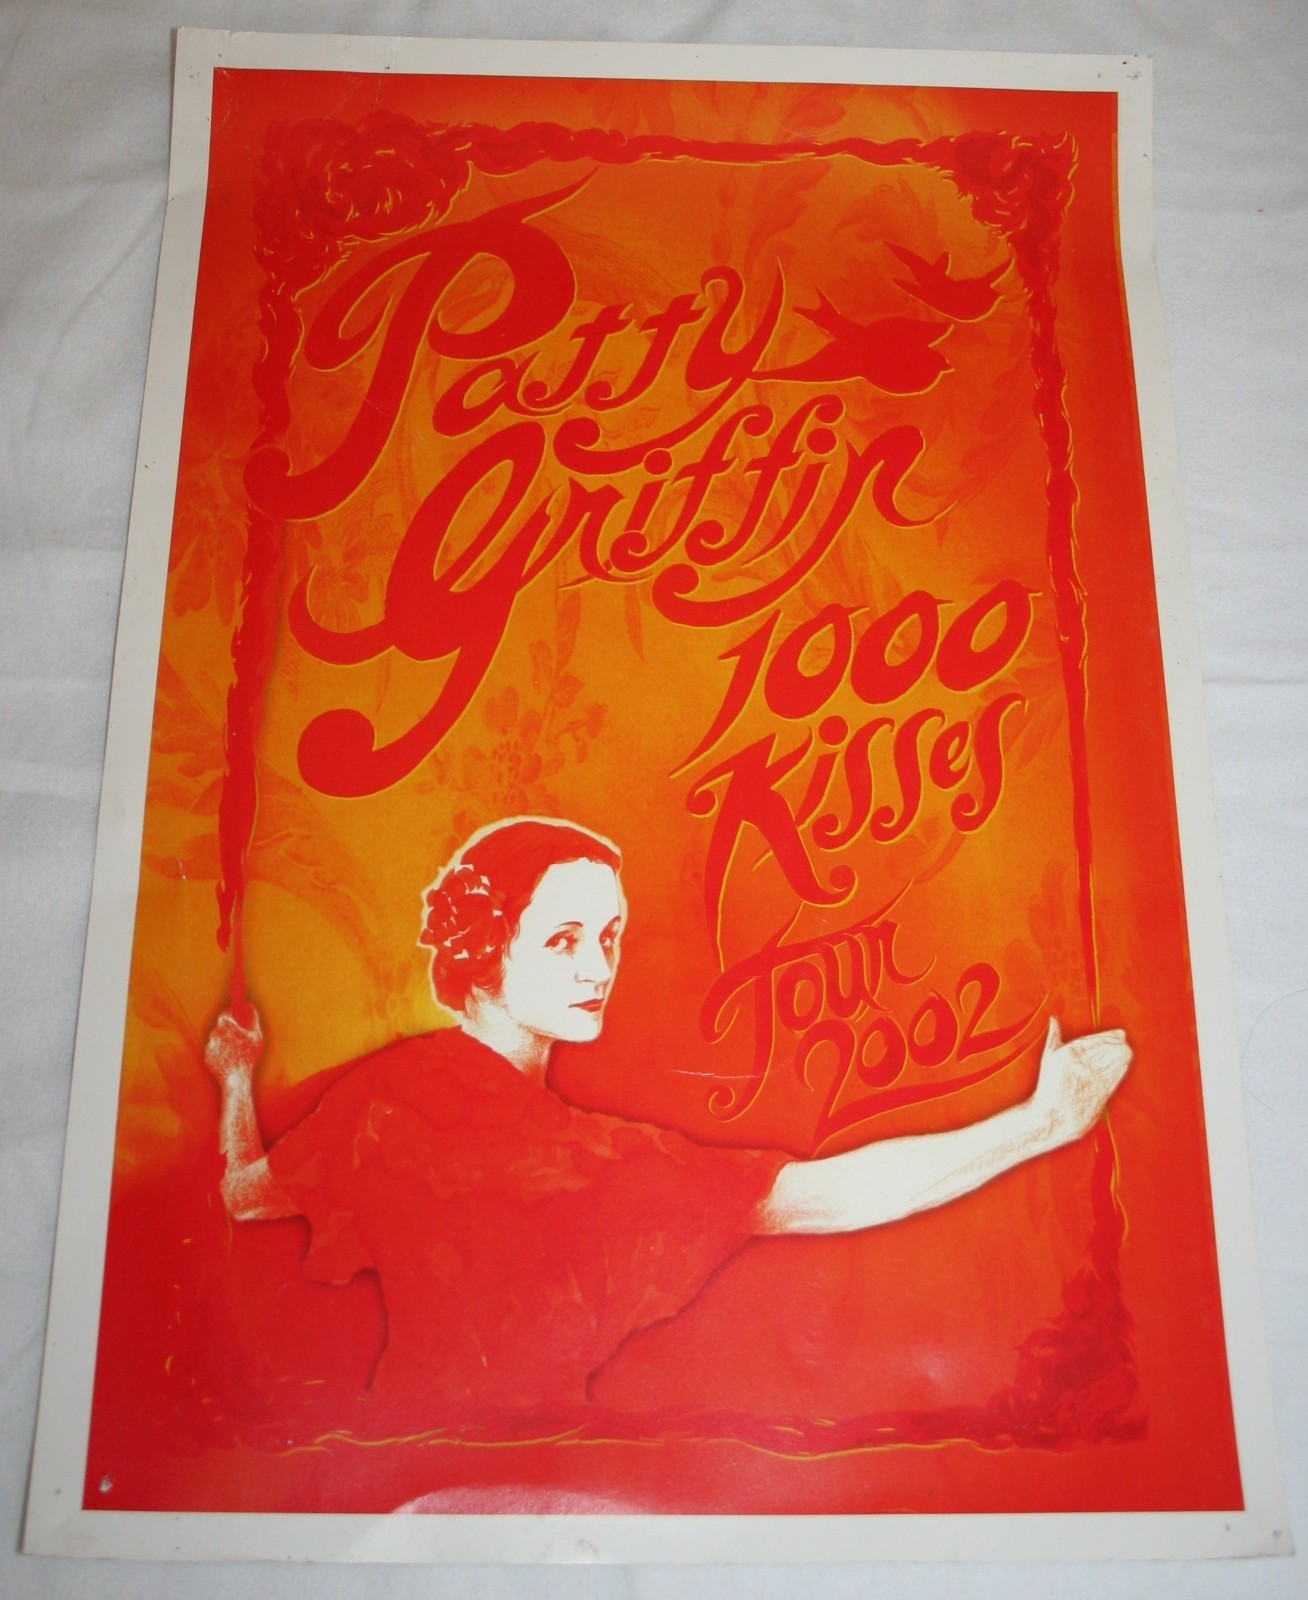 Patty
Griffin
1000
Kisses
Tour
2002